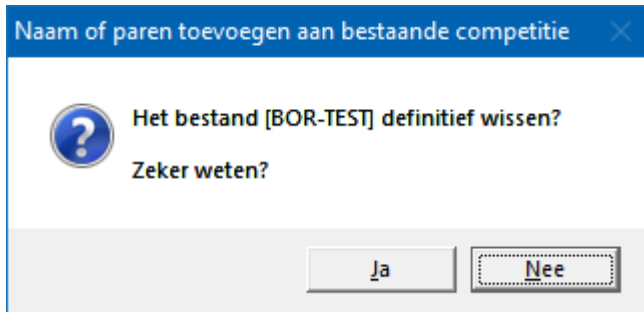 Naam of paren toevoegen aan bestaande competitie
Het bestand [BOR-TEST] definitief wissen?
Zeker weten?
Ja
Nee